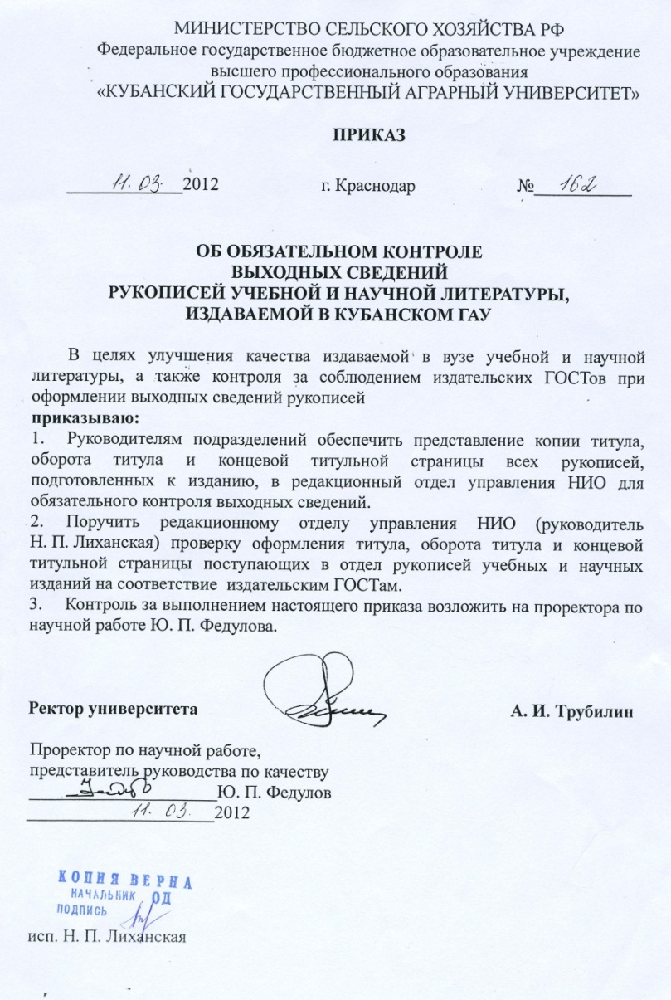 МИНИСТЕРСТВО СЕЛЬСКОГО ХОЗЯЙСТВА РФ
Федеральное государственное бюджетное образовательное учреждение
высшего профессионального образования
«КУБАНСКИЙ ГОСУДАРСТВЕННЫЙ АГРАРНЫЙ УНИВЕРСИТЕТ»
ПРИКАЗ
11. 03. 2012 г. Краснодар № 162
ОБ ОБЯЗАТЕЛЬНОМ КОНТРОЛЕ
ВЫХОДНЫХ СВЕДЕНИЙ
РУКОПИСЕЙ УЧЕБНОЙ И НАУЧНОЙ ЛИТЕРАТУРЫ,
ИЗДАВАЕМОЙ В КУБАНСКОМ ГАУ
В целях улучшения качества издаваемой в вузе учебной и научной
литературы, а также контроля за соблюдением издательских ГОСТов при
оформлении выходных сведений рукописей
приказываю:
1. Руководителям подразделений обеспечить представление копии титула,
оборота титула и концевой титульной страницы всех рукописей,
подготовленных к изданию, в редакционный отдел управления НИО для
обязательного контроля выходных сведений.
2. Поручить редакционному отделу управления НИО (руководитель
Н. П. Лиханская) проверку оформления титула, оборота титула и концевой
титульной страницы поступающих в отдел рукописей учебных и научных
изданий на соответствие издательским ГОСТам.
3. Контроль за выполнением настоящего приказа возложить на проректора по
научной работе Ю. П. Федулова.
Ректор университета А. И. Трубилин
Проректор по научной работе,
представитель руководства по качеству
Ю. П. Федулов
11. 03. 2012
КОПИЯ ВЕРНА
НАЧАЛЬНИК ОД
ПОДПИСЬ
исп. Н. П. Лиханская